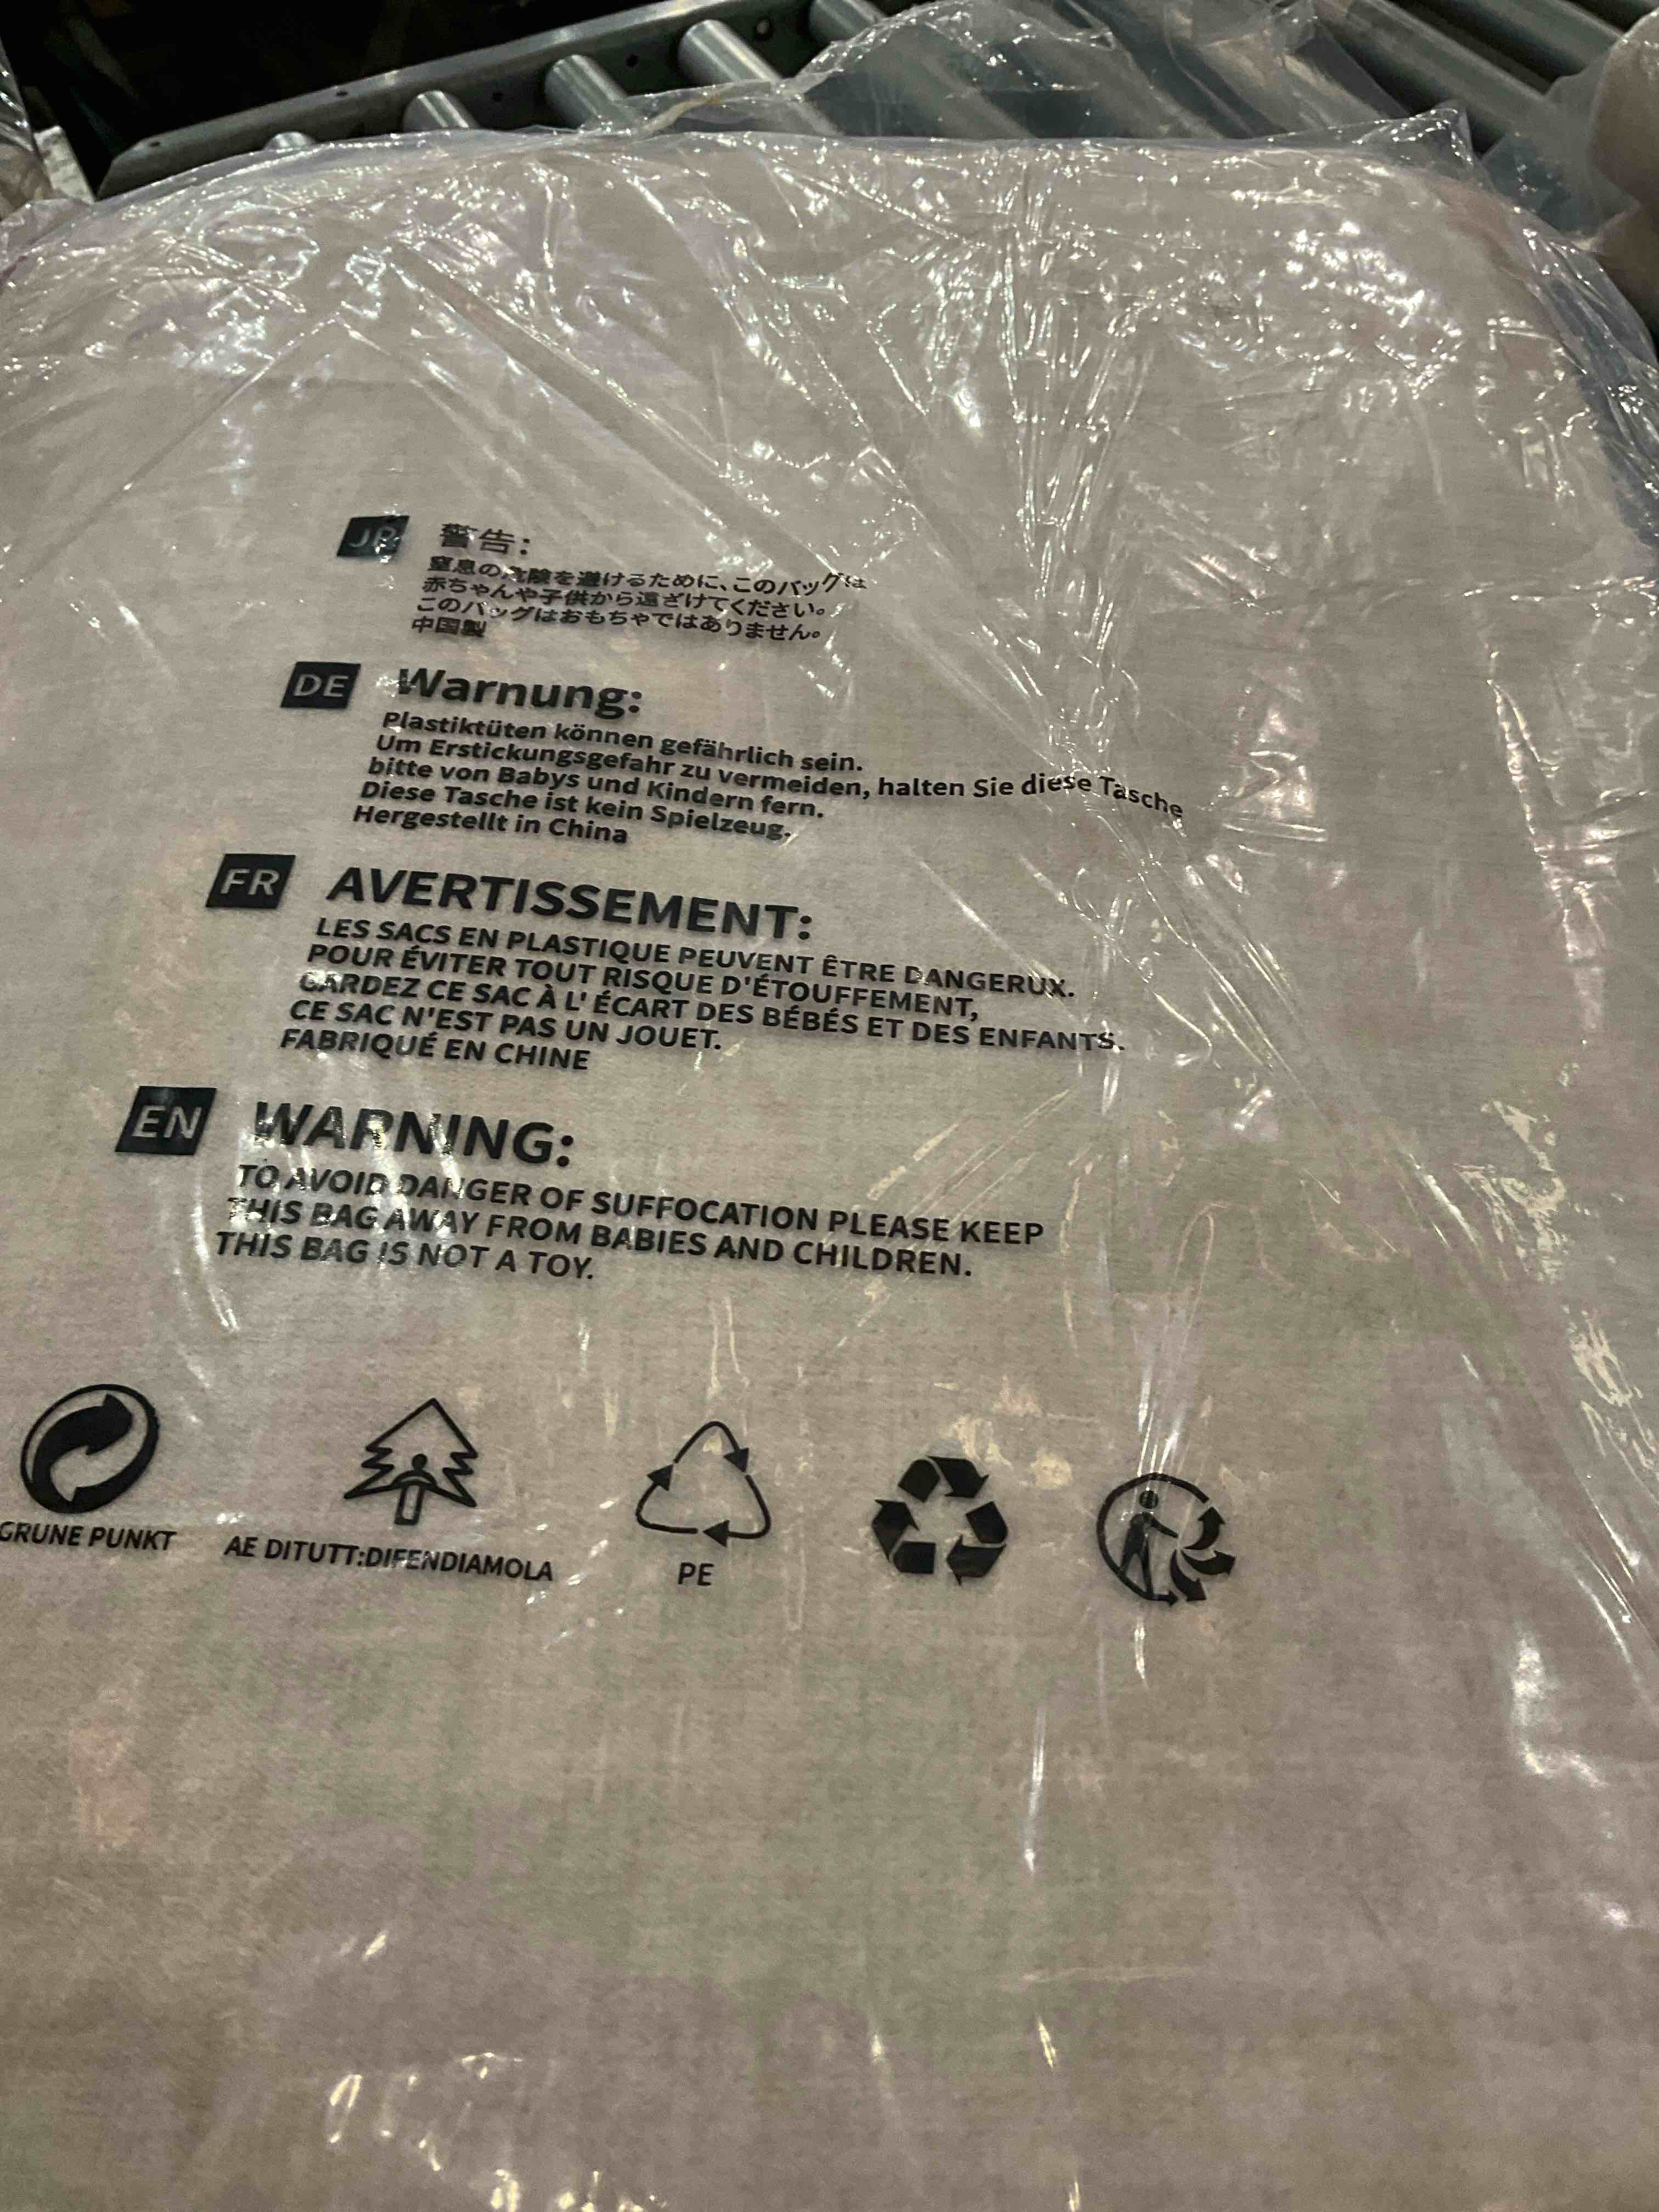 JP
警告:
窒息の危険を避けるために、このバッグは
赤ちゃんや子供から遠ざけてください。
このバッグはおもちゃではありません。
中国製
DE
Warnung:
Plastiktüten können gefährlich sein.
Um Erstickungsgefahr zu vermeiden, halten Sie diese Tasche
bitte von Babys und Kindern fern.
Diese Tasche ist kein Spielzeug.
Hergestellt in China
FR
AVERTISSEMENT:
LES SACS EN PLASTIQUE PEUVENT ÊTRE DANGERUX.
POUR ÉVITER TOUT RISQUE D'ÉTOUFFEMENT,
GARDEZ CE SAC À L' ÉCART DES BÉBÉS ET DES ENFANTS.
CE SAC N'EST PAS UN JOUET.
FABRIQUÉ EN CHINE
EN
WARNING:
TO AVOID DANGER OF SUFFOCATION PLEASE KEEP
THIS BAG AWAY FROM BABIES AND CHILDREN.
THIS BAG IS NOT A TOY.
GRUNE PUNKT
AE DITUTT:DIFENDIAMOLA
PE